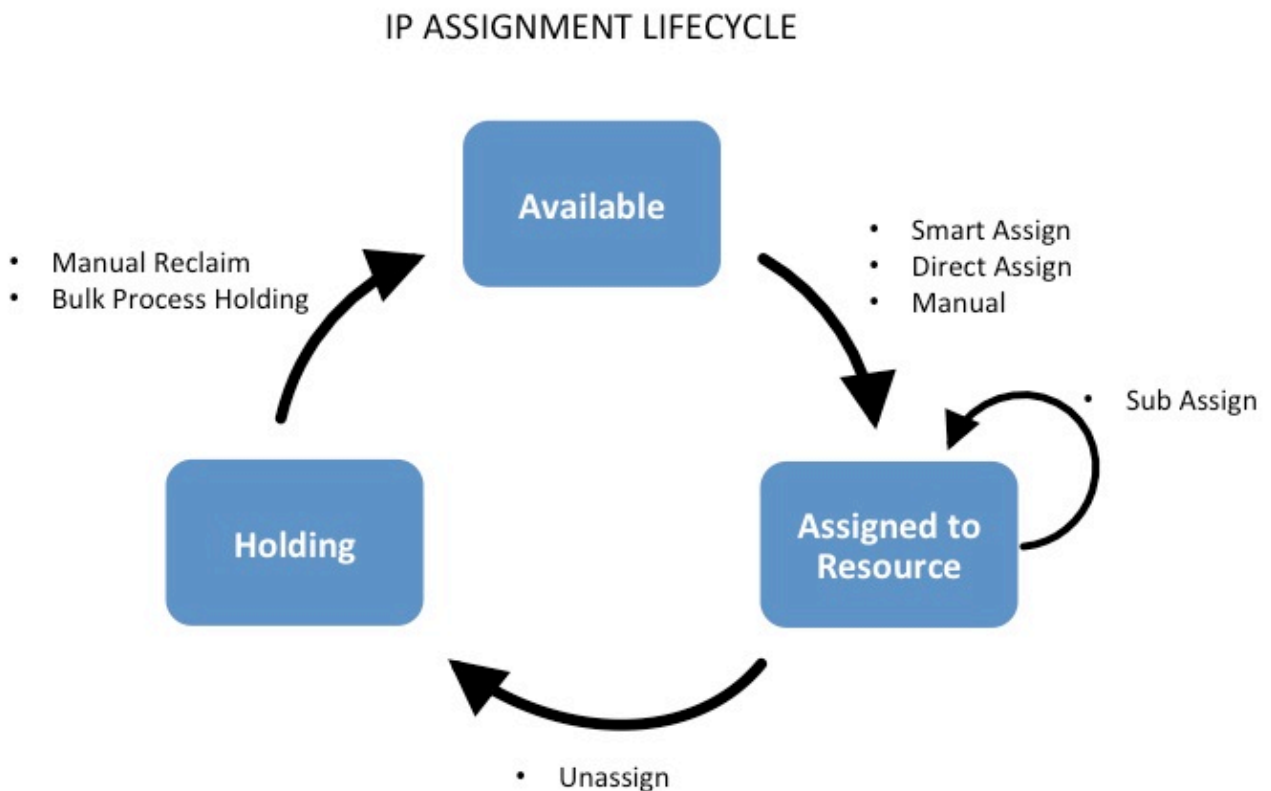 IP ASSIGNMENT LIFECYCLE
Available
• Smart Assign
• Direct Assign
• Manual
• Manual Reclaim
• Bulk Process Holding
• Sub Assign
Assigned to
Resource
Holding
• Unassign